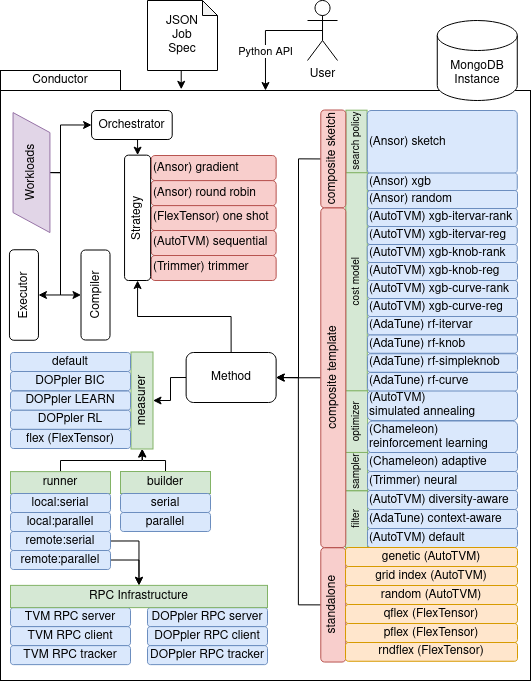 JSON
Job
Spec
Python API
User
MongoDB
Instance
Conductor
Workloads
Orchestrator
Strategy
(Ansor) gradient
(Ansor) round robin
(FlexTensor) one shot
(AutoTVM) sequential
(Trimmer) trimmer
Executor
Compiler
Method
measurer
default
DOPpler BIC
DOPpler LEARN
DOPpler RL
flex (FlexTensor)
runner
local:serial
local:parallel
remote:serial
remote:parallel
builder
serial
parallel
RPC Infrastructure
TVM RPC server
TVM RPC client
TVM RPC tracker
DOPpler RPC server
DOPpler RPC client
DOPpler RPC tracker
composite sketch
search policy
(Ansor) sketch
composite template
cost model
(Ansor) xgb
(Ansor) random
(AutoTVM) xgb-itervar-rank
(AutoTVM) xgb-itervar-reg
(AutoTVM) xgb-knob-rank
(AutoTVM) xgb-knob-reg
(AutoTVM) xgb-curve-rank
(AutoTVM) xgb-curve-reg
(AdaTune) rf-itervar
(AdaTune) rf-knob
(AdaTune) rf-simpleknob
(AdaTune) rf-curve
optimizer
(AutoTVM)
simulated annealing
(Chameleon)
reinforcement learning
sampler
(Chameleon) adaptive
(Trimmer) neural
filter
(AutoTVM) diversity-aware
(AdaTune) context-aware
(AutoTVM) default
standalone
genetic (AutoTVM)
grid index (AutoTVM)
random (AutoTVM)
qflex (FlexTensor)
pflex (FlexTensor)
rndflex (FlexTensor)